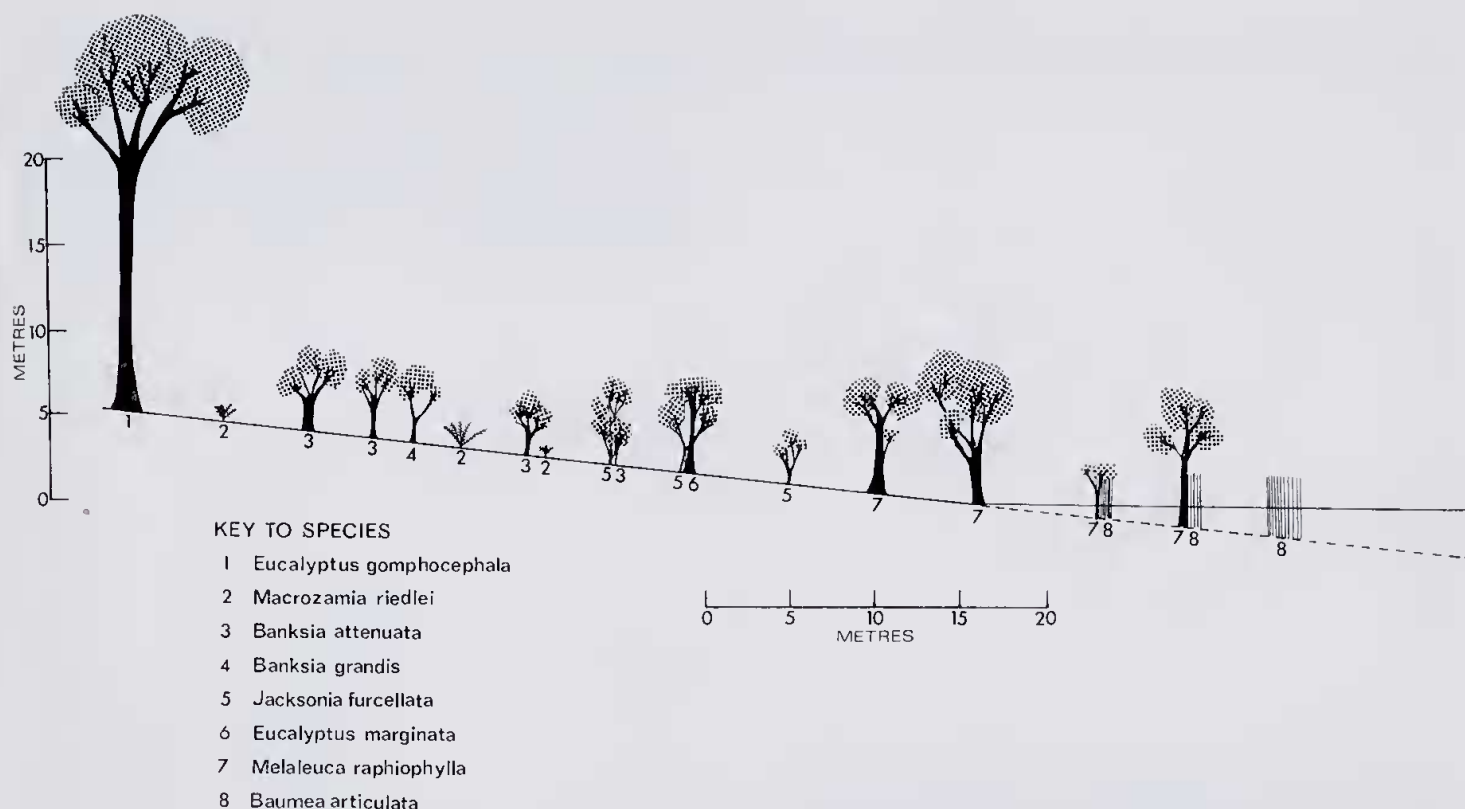 20
15
10
5
0
METRES
1
2
3
3
4
2
3 2
5 3
5 6
5
7
7
7 8
7 8
8
KEY TO SPECIES
1 Eucalyptus gomphocephala
2 Macrozamia riedlei
3 Banksia attenuata
4 Banksia grandis
5 Jacksonia furcellata
6 Eucalyptus marginata
7 Melaleuca raphiophylla
8 Baumea articulata
0 5 10 15 20
METRES